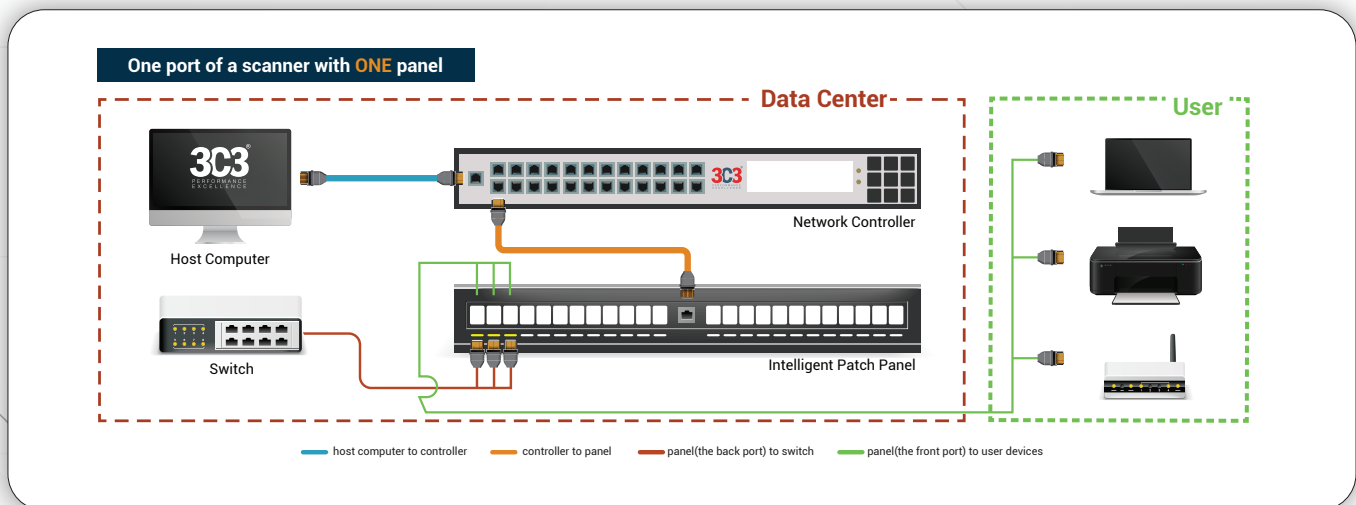 One port of a scanner with ONE panel
Data Center
User
3C3®
PERFORMANCE
EXCELLENCE
3C3®
PERFORMANCE
EXCELLENCE
Network Controller
Host Computer
Switch
Intelligent Patch Panel
host computer to controller
controller to panel
panel(the back port) to switch
panel(the front port) to user devices